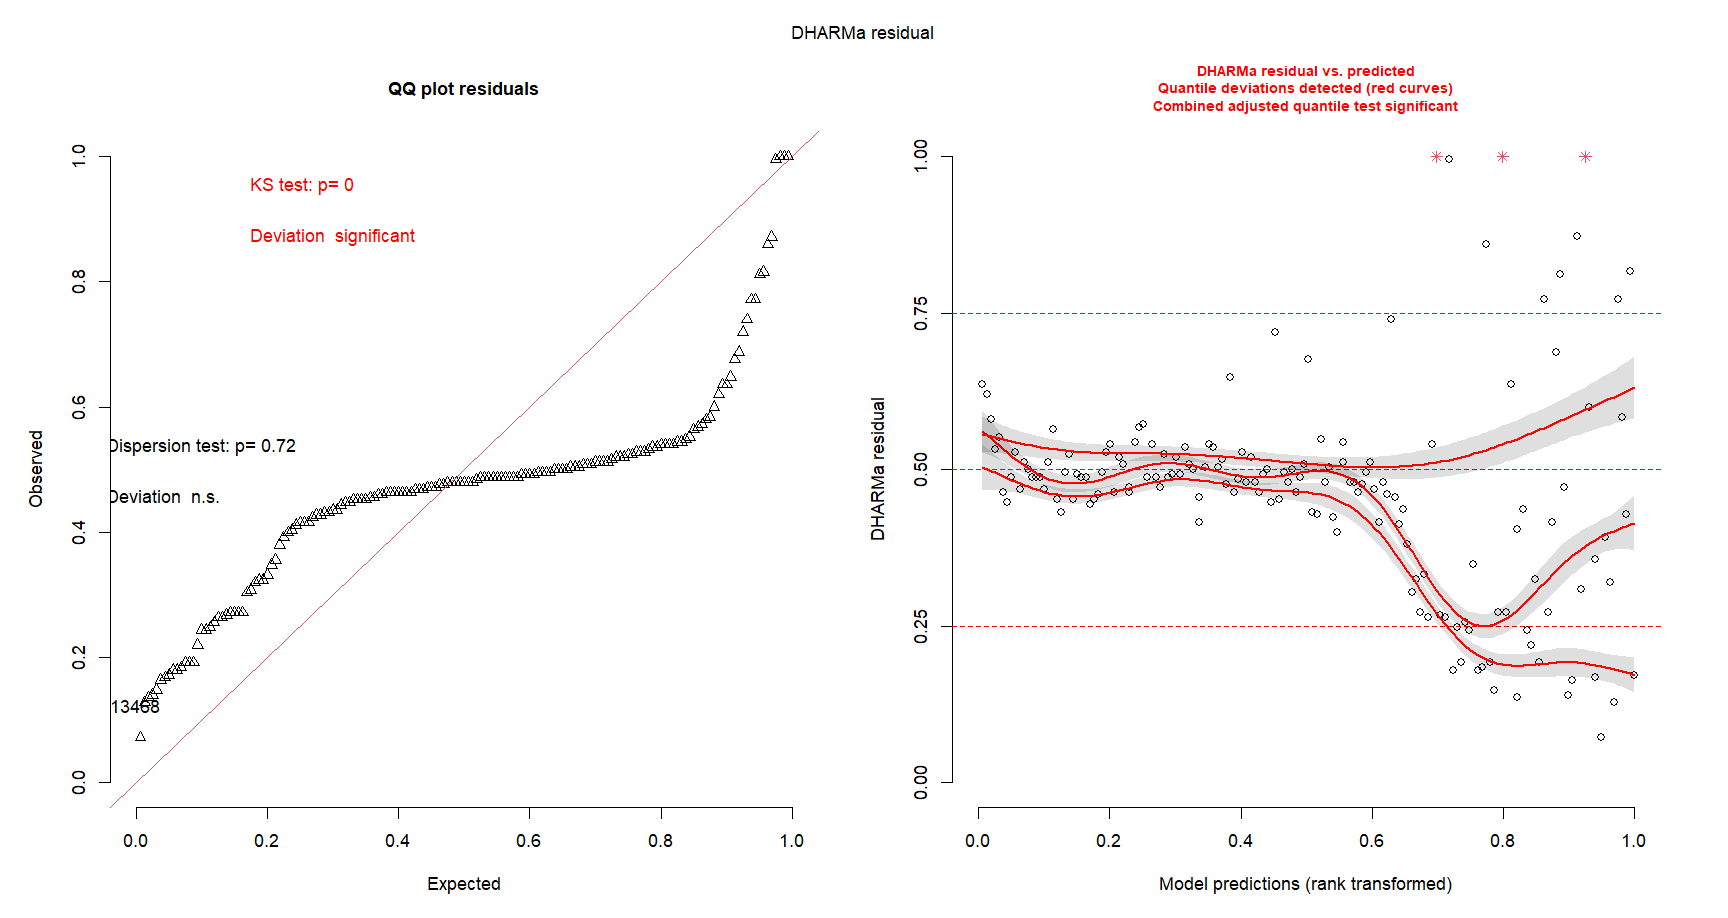 DHARMa residual
QQ plot residuals
KS test: p= 0
Deviation  significant
Dispersion test: p= 0.72
Deviation  n.s.
13468
Observed
0.0
0.2
0.4
0.6
0.8
1.0
0.0
0.2
0.4
0.6
0.8
1.0
Expected
DHARMa residual vs. predicted
Quantile deviations detected (red curves)
Combined adjusted quantile test significant
DHARMa residual
0.00
0.25
0.50
0.75
1.00
0.0
0.2
0.4
0.6
0.8
1.0
Model predictions (rank transformed)